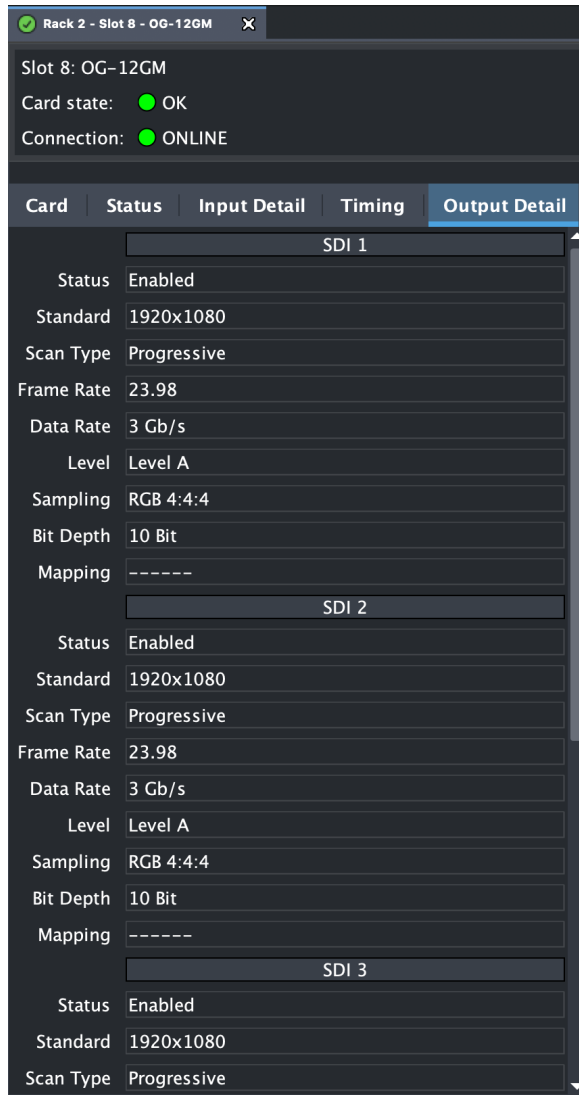 Rack 2 - Slot 8 - OG-12GM
Slot 8: OG-12GM
Card state: OK
Connection: ONLINE
Card Status Input Detail Timing Output Detail
SDI 1
Status Enabled
Standard 1920x1080
Scan Type Progressive
Frame Rate 23.98
Data Rate 3 Gb/s
Level Level A
Sampling RGB 4:4:4
Bit Depth 10 Bit
Mapping ------
SDI 2
Status Enabled
Standard 1920x1080
Scan Type Progressive
Frame Rate 23.98
Data Rate 3 Gb/s
Level Level A
Sampling RGB 4:4:4
Bit Depth 10 Bit
Mapping ------
SDI 3
Status Enabled
Standard 1920x1080
Scan Type Progressive